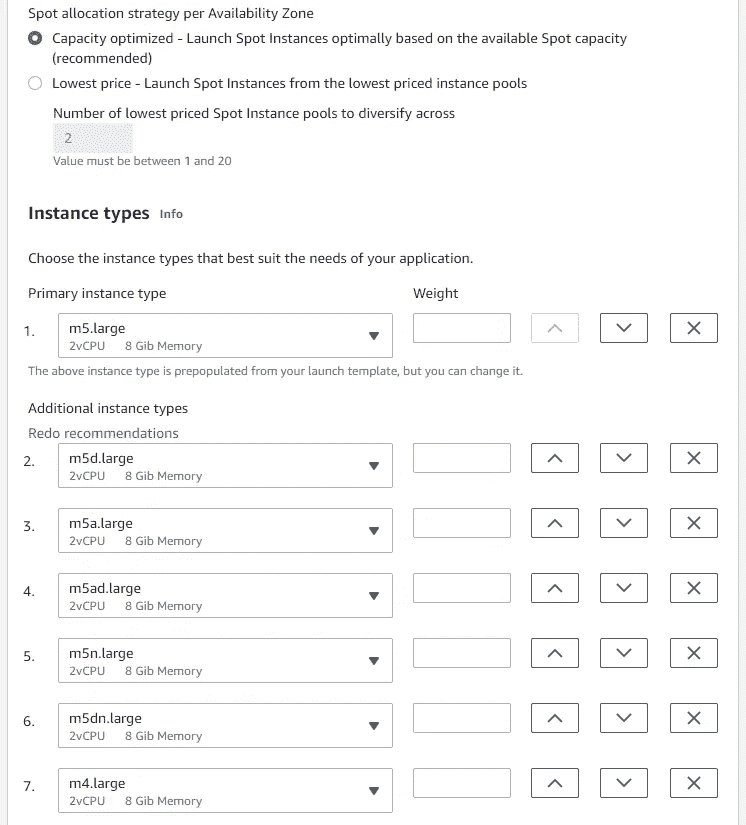 Spot allocation strategy per Availability Zone
Capacity optimized - Launch Spot Instances optimally based on the available Spot capacity
(recommended)
Lowest price - Launch Spot Instances from the lowest priced instance pools
Number of lowest priced Spot Instance pools to diversify across
2
Value must be between 1 and 20
Instance types Info
Choose the instance types that best suit the needs of your application.
Primary instance type Weight
1. m5.large
2vCPU 8 Gib Memory
The above instance type is prepopulated from your launch template, but you can change it.
Additional instance types
Redo recommendations
2. m5d.large
2vCPU 8 Gib Memory
3. m5a.large
2vCPU 8 Gib Memory
4. m5ad.large
2vCPU 8 Gib Memory
5. m5n.large
2vCPU 8 Gib Memory
6. m5dn.large
2vCPU 8 Gib Memory
7. m4.large
2vCPU 8 Gib Memory